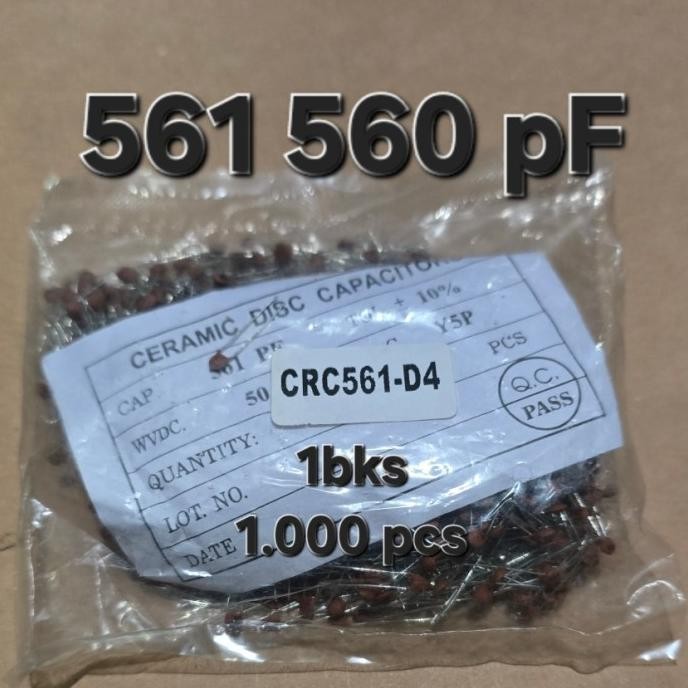 561 560 pF
CERAMIC DISC CAPACITOR
CAP. 561 PF TOL ± 10%
WVDC. 50 Y5P
QUANTITY: PCS
LOT. NO.
DATE
CRC561-D4
Q.C.
PASS
1bks
1.000 pcs